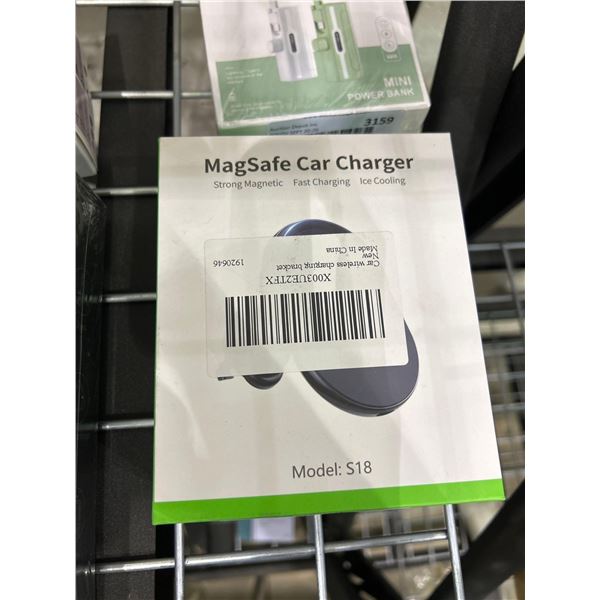 MINI
POWER BANK
3159
MagSafe Car Charger
Strong Magnetic Fast Charging Ice Cooling
X003UE2TFX
Car wireless charging bracket
New
Made In China
1920646
Model: S18